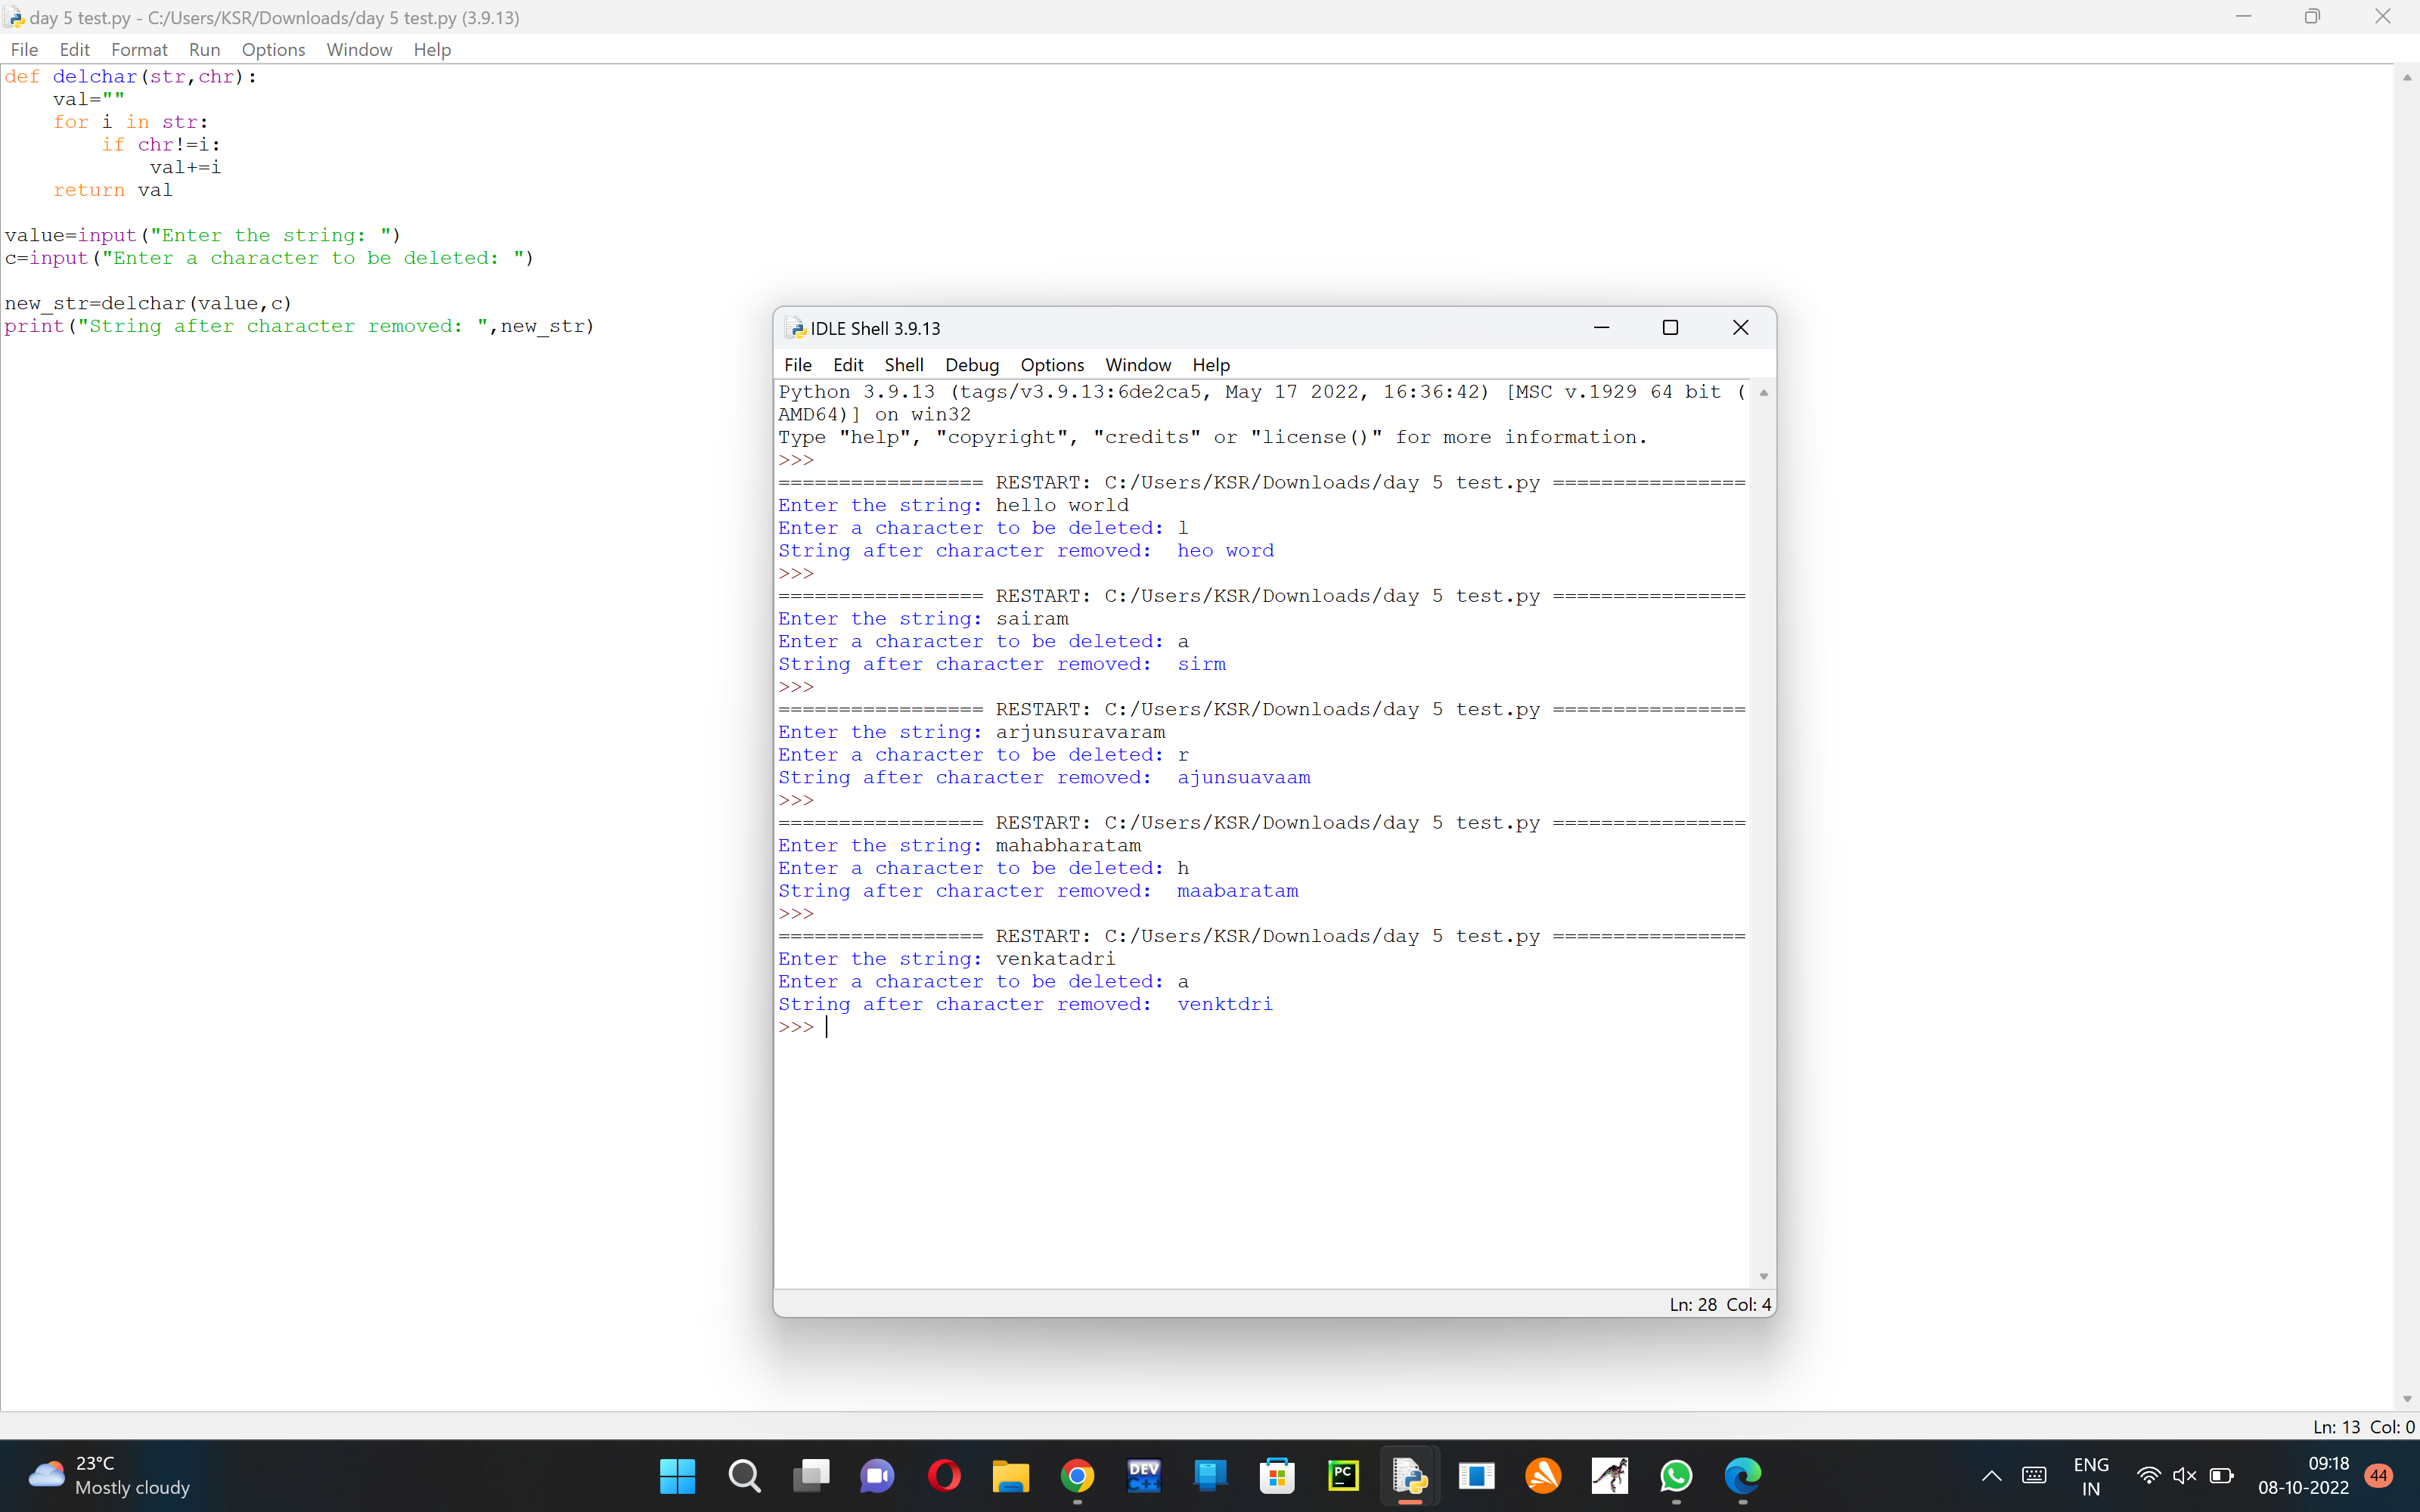 day 5 test.py - C:/Users/KSR/Downloads/day 5 test.py (3.9.13)
File Edit Format Run Options Window Help
def delchar(str,chr):
    val=""
    for i in str:
        if chr!=i:
            val+=i
    return val
value=input("Enter the string: ")
c=input("Enter a character to be deleted: ")
new_str=delchar(value,c)
print("String after character removed: ",new_str)
IDLE Shell 3.9.13
File Edit Shell Debug Options Window Help
Python 3.9.13 (tags/v3.9.13:6de2ca5, May 17 2022, 16:36:42) [MSC v.1929 64 bit (
AMD64)] on win32
Type "help", "copyright", "credits" or "license()" for more information.
>>>
================= RESTART: C:/Users/KSR/Downloads/day 5 test.py ================
Enter the string: hello world
Enter a character to be deleted: l
String after character removed:  heo word
>>>
================= RESTART: C:/Users/KSR/Downloads/day 5 test.py ================
Enter the string: sairam
Enter a character to be deleted: a
String after character removed:  sirm
>>>
================= RESTART: C:/Users/KSR/Downloads/day 5 test.py ================
Enter the string: arjunsuravaram
Enter a character to be deleted: r
String after character removed:  ajunsuavaam
>>>
================= RESTART: C:/Users/KSR/Downloads/day 5 test.py ================
Enter the string: mahabharatam
Enter a character to be deleted: h
String after character removed:  maabaratam
>>>
================= RESTART: C:/Users/KSR/Downloads/day 5 test.py ================
Enter the string: venkatadri
Enter a character to be deleted: a
String after character removed:  venktdri
>>>
Ln: 28 Col: 4
Ln: 13 Col: 0
23°C
Mostly cloudy
DEV
C++
PC
ENG
IN
09:18
08-10-2022
44